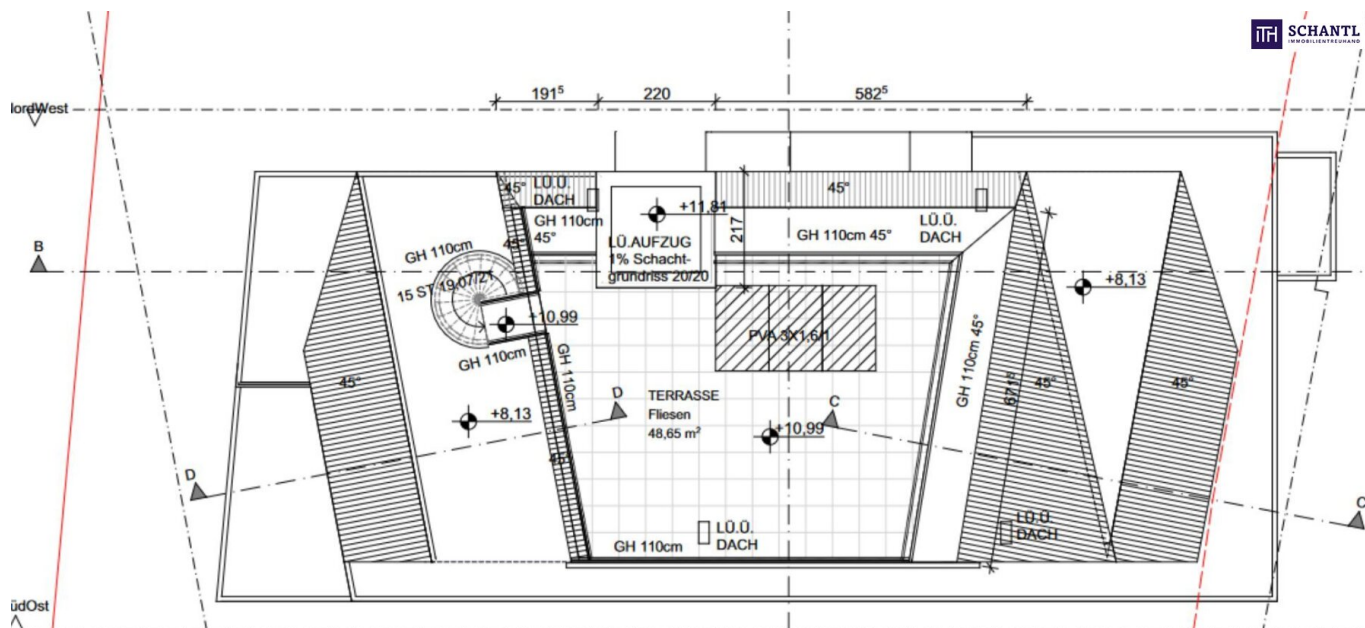 SCHANTL
IMMOBILIENTREUHAND
191⁵
220
582⁵
B
45°
LÜ.Ü.
DACH
GH 110cm
45°
+11,81
LÜ.AUFZUG
1% Schacht-
grundriss 20/20
217
45°
GH 110cm 45°
LÜ.Ü.
DACH
45°
GH 110cm
15 ST 19,07/21
+10,99
GH 110cm
GH 110cm
+8,13
PVA 3X1,6/1
GH 110cm 45°
671⁵
45°
45°
45°
+8,13
D
TERRASSE
Fliesen
48,65 m²
C
+10,99
45°
D
LÜ.Ü.
DACH
GH 110cm
LÜ.Ü.
DACH
C